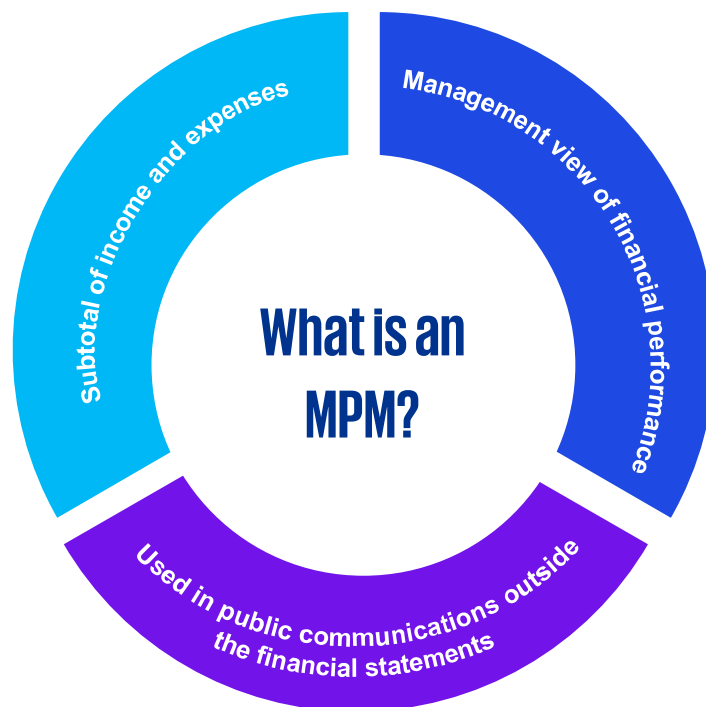 What is an
MPM?
Subtotal of income and expenses
Management view of financial performance
Used in public communications outside
the financial statements